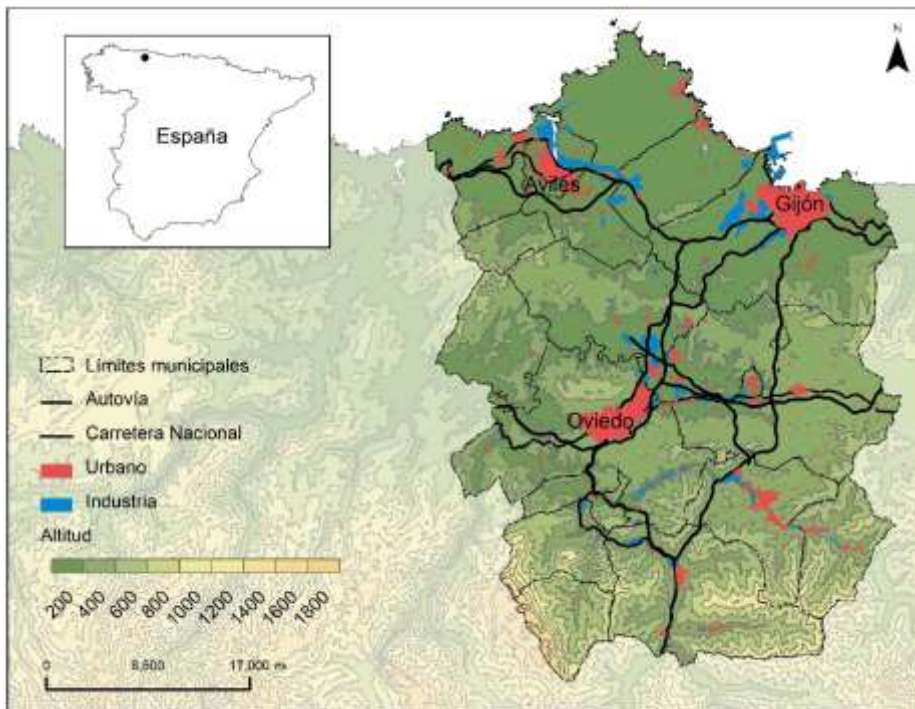 N
España
Avilés
Gijón
Oviedo
Límites municipales
Autovía
Carretera Nacional
Urbano
Industria
Altitud
200 400 600 800 1000 1200 1400 1600 1800
0 8,500 17,000 m